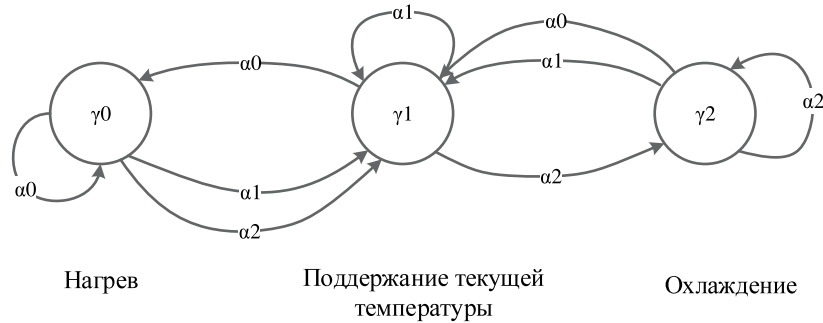 α1
α0
α0
α1
γ0
γ1
γ2
α2
α0
α1
α2
α2
Нагрев
Поддержание текущей
температуры
Охлаждение